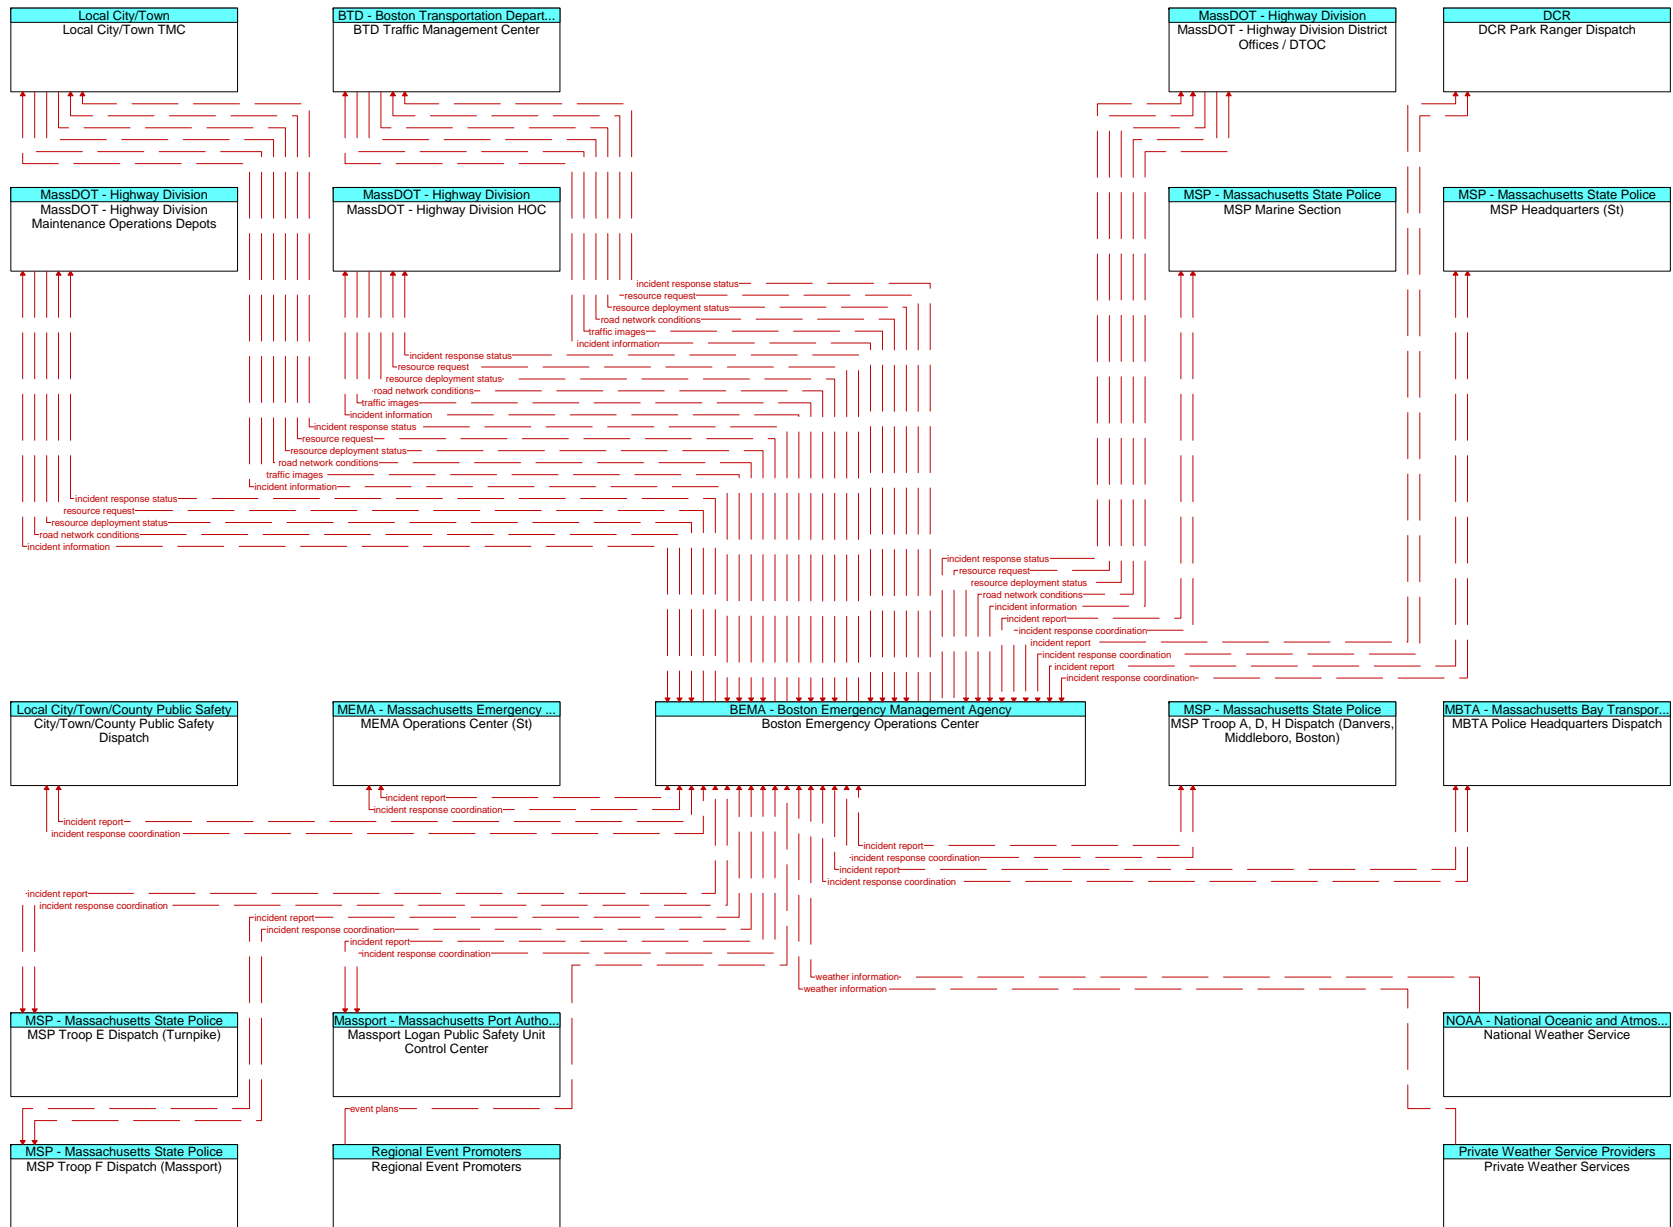 Local City/Town
Local City/Town TMC
BTD - Boston Transportation Depart...
BTD Traffic Management Center
MassDOT - Highway Division
MassDOT - Highway Division District
Offices / DTOC
DCR
DCR Park Ranger Dispatch
MassDOT - Highway Division
MassDOT - Highway Division
Maintenance Operations Depots
MassDOT - Highway Division
MassDOT - Highway Division HOC
MSP - Massachusetts State Police
MSP Marine Section
MSP - Massachusetts State Police
MSP Headquarters (St)
incident response status
resource request
resource deployment status
road network conditions
traffic images
incident information
incident response status
resource request
resource deployment status
road network conditions
traffic images
incident information
incident response status
resource request
resource deployment status
road network conditions
traffic images
incident information
incident response status
resource request
resource deployment status
road network conditions
incident information
incident response status
resource request
resource deployment status
road network conditions
incident information
incident report
incident response coordination
incident report
incident response coordination
incident report
incident response coordination
Local City/Town/County Public Safety
City/Town/County Public Safety
Dispatch
MEMA - Massachusetts Emergency ...
MEMA Operations Center (St)
BEMA - Boston Emergency Management Agency
Boston Emergency Operations Center
MSP - Massachusetts State Police
MSP Troop A, D, H Dispatch (Danvers,
Middleboro, Boston)
MBTA - Massachusetts Bay Transpor...
MBTA Police Headquarters Dispatch
incident report
incident response coordination
incident report
incident response coordination
incident report
incident response coordination
incident report
incident response coordination
incident report
incident response coordination
incident report
incident response coordination
incident report
incident response coordination
weather information
weather information
MSP - Massachusetts State Police
MSP Troop E Dispatch (Turnpike)
Massport - Massachusetts Port Autho...
Massport Logan Public Safety Unit
Control Center
NOAA - National Oceanic and Atmos...
National Weather Service
event plans
MSP - Massachusetts State Police
MSP Troop F Dispatch (Massport)
Regional Event Promoters
Regional Event Promoters
Private Weather Service Providers
Private Weather Services